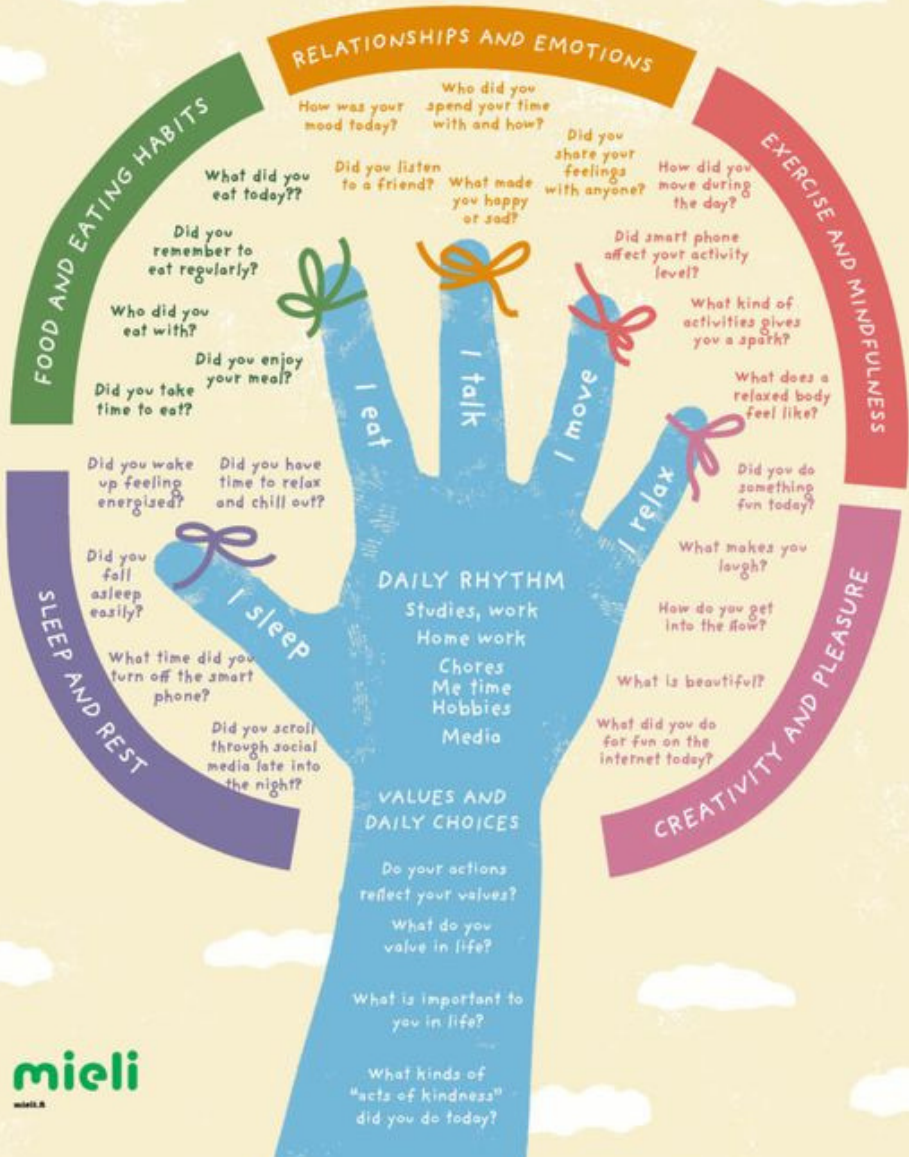 RELATIONSHIPS AND EMOTIONS
How was your
mood today?
Who did you
spend your time
with and how?
Did you listen
to a friend?
What made
you happy
or sad?
Did you
share your
feelings
with anyone?
EXERCISE AND MINDFULNESS
How did you
move during
the day?
Did smart phone
affect your activity
level?
What kind of
activities gives
you a spark?
What does a
relaxed body
feel like?
FOOD AND EATING HABITS
What did you
eat today??
Did you
remember to
eat regularly?
Who did you
eat with?
Did you enjoy
your meal?
Did you take
time to eat?
I eat
I talk
I move
I relax
I sleep
SLEEP AND REST
Did you wake
up feeling
energised?
Did you have
time to relax
and chill out?
Did you
fall
asleep
easily?
What time did you
turn off the smart
phone?
Did you scroll
through social
media late into
the night?
CREATIVITY AND PLEASURE
Did you do
something
fun today?
What makes you
laugh?
How do you get
into the flow?
What is beautiful?
What did you do
for fun on the
internet today?
DAILY RHYTHM
Studies, work
Home work
Chores
Me time
Hobbies
Media
VALUES AND
DAILY CHOICES
Do your actions
reflect your values?
What do you
value in life?
What is important to
you in life?
What kinds of
"acts of kindness"
did you do today?
mieli
mieli.fi